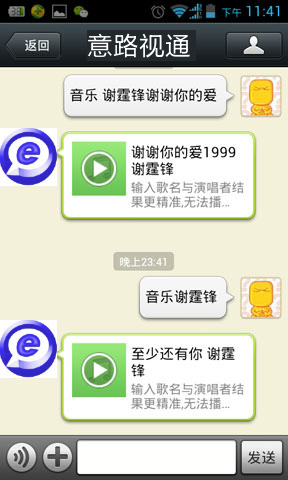 下午 11:41
返回
意路视通
音乐 谢霆锋谢谢你的爱
谢谢你的爱1999
谢霆锋
输入歌名与演唱者结
果更精准,无法播...
晚上23:41
音乐谢霆锋
至少还有你 谢霆
锋
输入歌名与演唱者结
果更精准,无法播...
发送